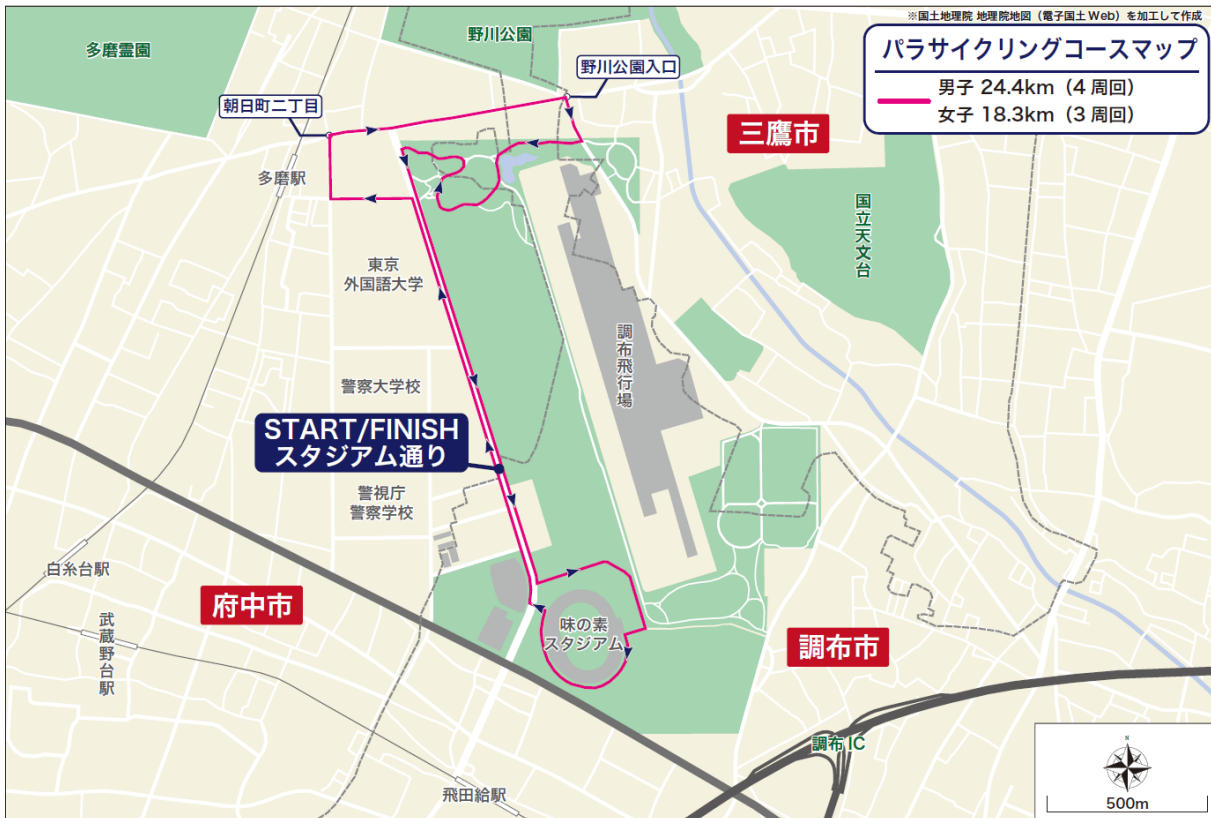 ※国土地理院 地理院地図（電子国土 Web）を加工して作成
パラサイクリングコースマップ
男子 24.4km（4 周回）
女子 18.3km（3 周回）
多磨霊園
野川公園
野川公園入口
朝日町二丁目
三鷹市
多磨駅
国立天文台
東京
外国語大学
調布飛行場
警察大学校
START/FINISH
スタジアム通り
警視庁
警察学校
白糸台駅
府中市
武蔵野台駅
味の素
スタジアム
調布市
調布 IC
飛田給駅
N
500m